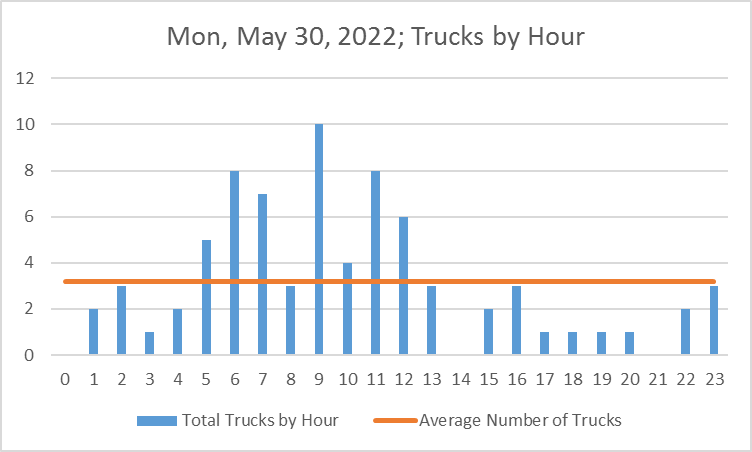 Mon, May 30, 2022; Trucks by Hour
12
10
8
6
4
2
0
0 1 2 3 4 5 6 7 8 9 10 11 12 13 14 15 16 17 18 19 20 21 22 23
Total Trucks by Hour Average Number of Trucks